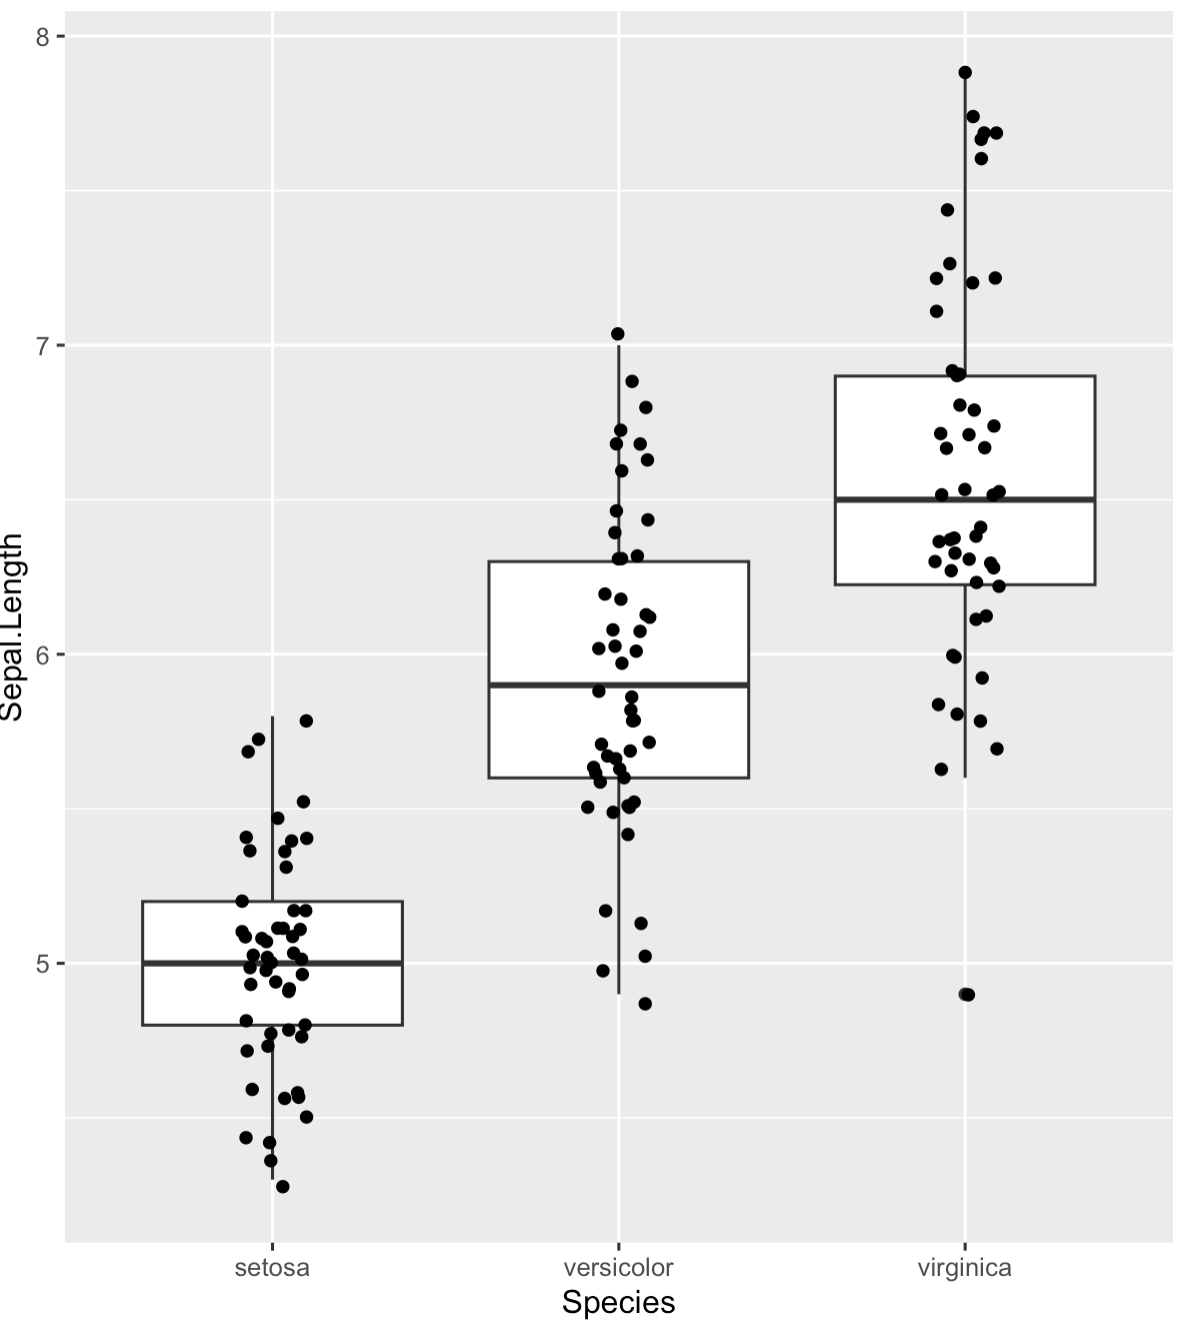 8
7
6
5
Sepal.Length
setosa
versicolor
virginica
Species